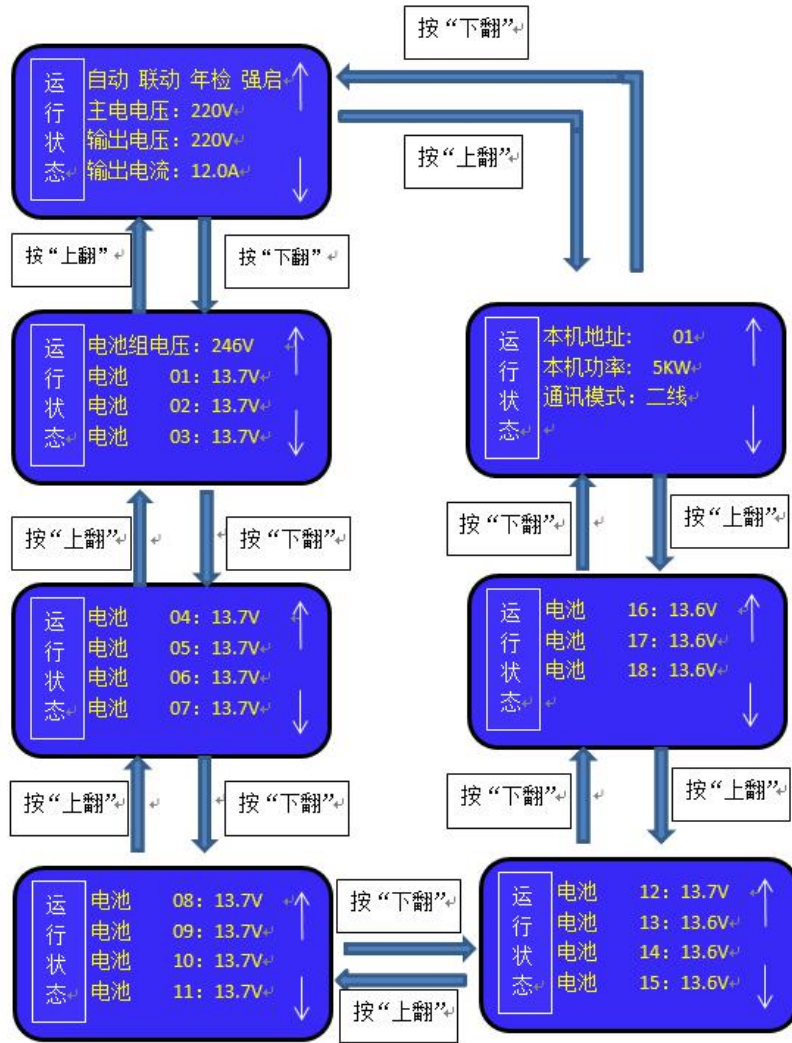 按“下翻”
运行状态
自动 联动 年检 强启
主电电压：220V
输出电压：220V
输出电流：12.0A
按“上翻”
按“上翻”
按“下翻”
运行状态
电池组电压：246V
电池 01：13.7V
电池 02：13.7V
电池 03：13.7V
运行状态
本机地址: 01
本机功率: 5KW
通讯模式：二线
按“上翻”
按“下翻”
按“下翻”
按“上翻”
运行状态
电池 04：13.7V
电池 05：13.7V
电池 06：13.7V
电池 07：13.7V
运行状态
电池 16：13.6V
电池 17：13.6V
电池 18：13.6V
按“上翻”
按“下翻”
按“下翻”
按“上翻”
运行状态
电池 08：13.7V
电池 09：13.7V
电池 10：13.7V
电池 11：13.7V
按“下翻”
按“上翻”
运行状态
电池 12：13.7V
电池 13：13.6V
电池 14：13.6V
电池 15：13.6V